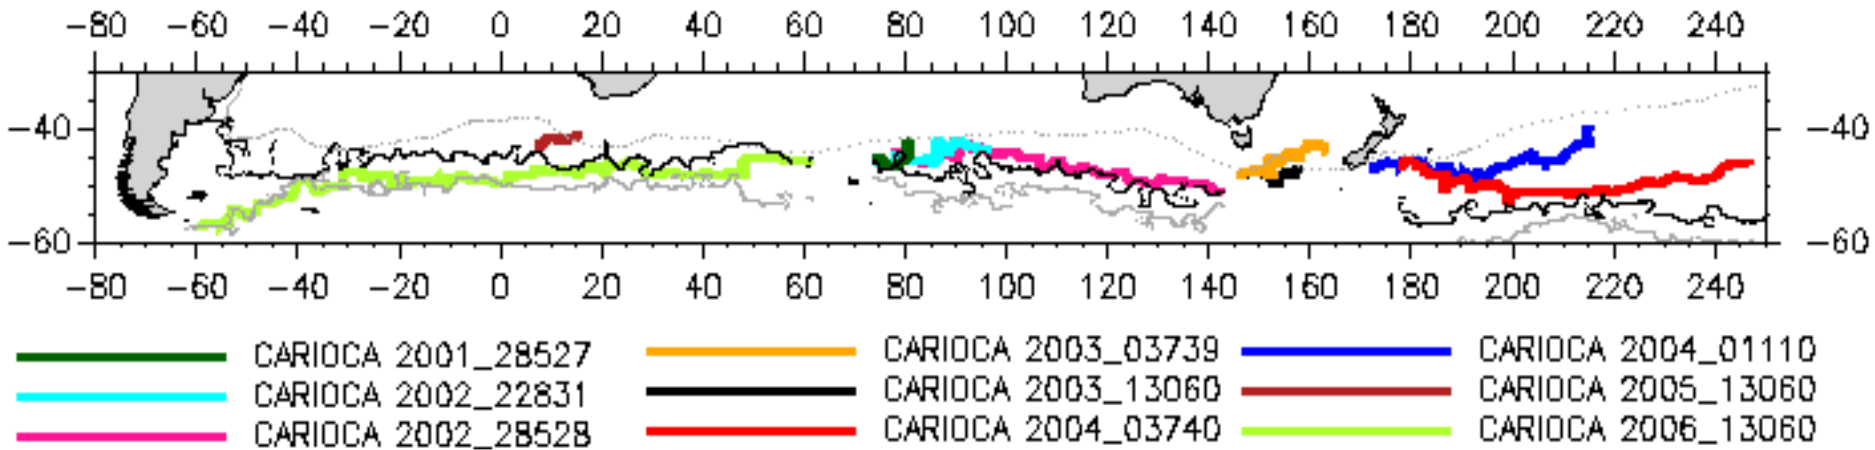 −80 −60 −40 −20 0 20 40 60 80 100 120 140 160 180 200 220 240
−40 −40
−60 −60
−80 −60 −40 −20 0 20 40 60 80 100 120 140 160 180 200 220 240
CARIOCA 2001_28527 CARIOCA 2003_03739 CARIOCA 2004_01110
CARIOCA 2002_22831 CARIOCA 2003_13060 CARIOCA 2005_13060
CARIOCA 2002_28528 CARIOCA 2004_03740 CARIOCA 2006_13060